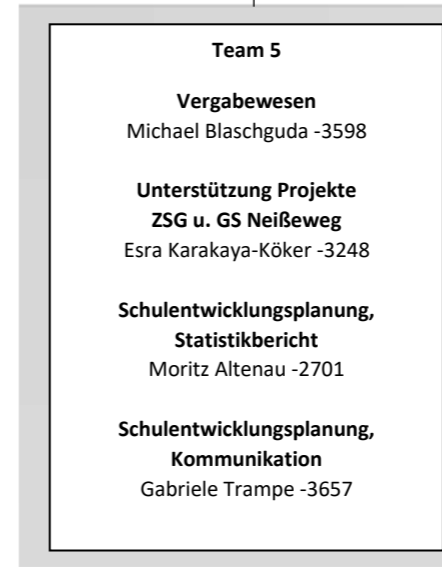 Team 5
Vergabewesen
Michael Blaschguda -3598
Unterstützung Projekte
ZSG u. GS Neißeweg
Esra Karakaya-Köker -3248
Schulentwicklungsplanung,
Statistikbericht
Moritz Altenau -2701
Schulentwicklungsplanung,
Kommunikation
Gabriele Trampe -3657